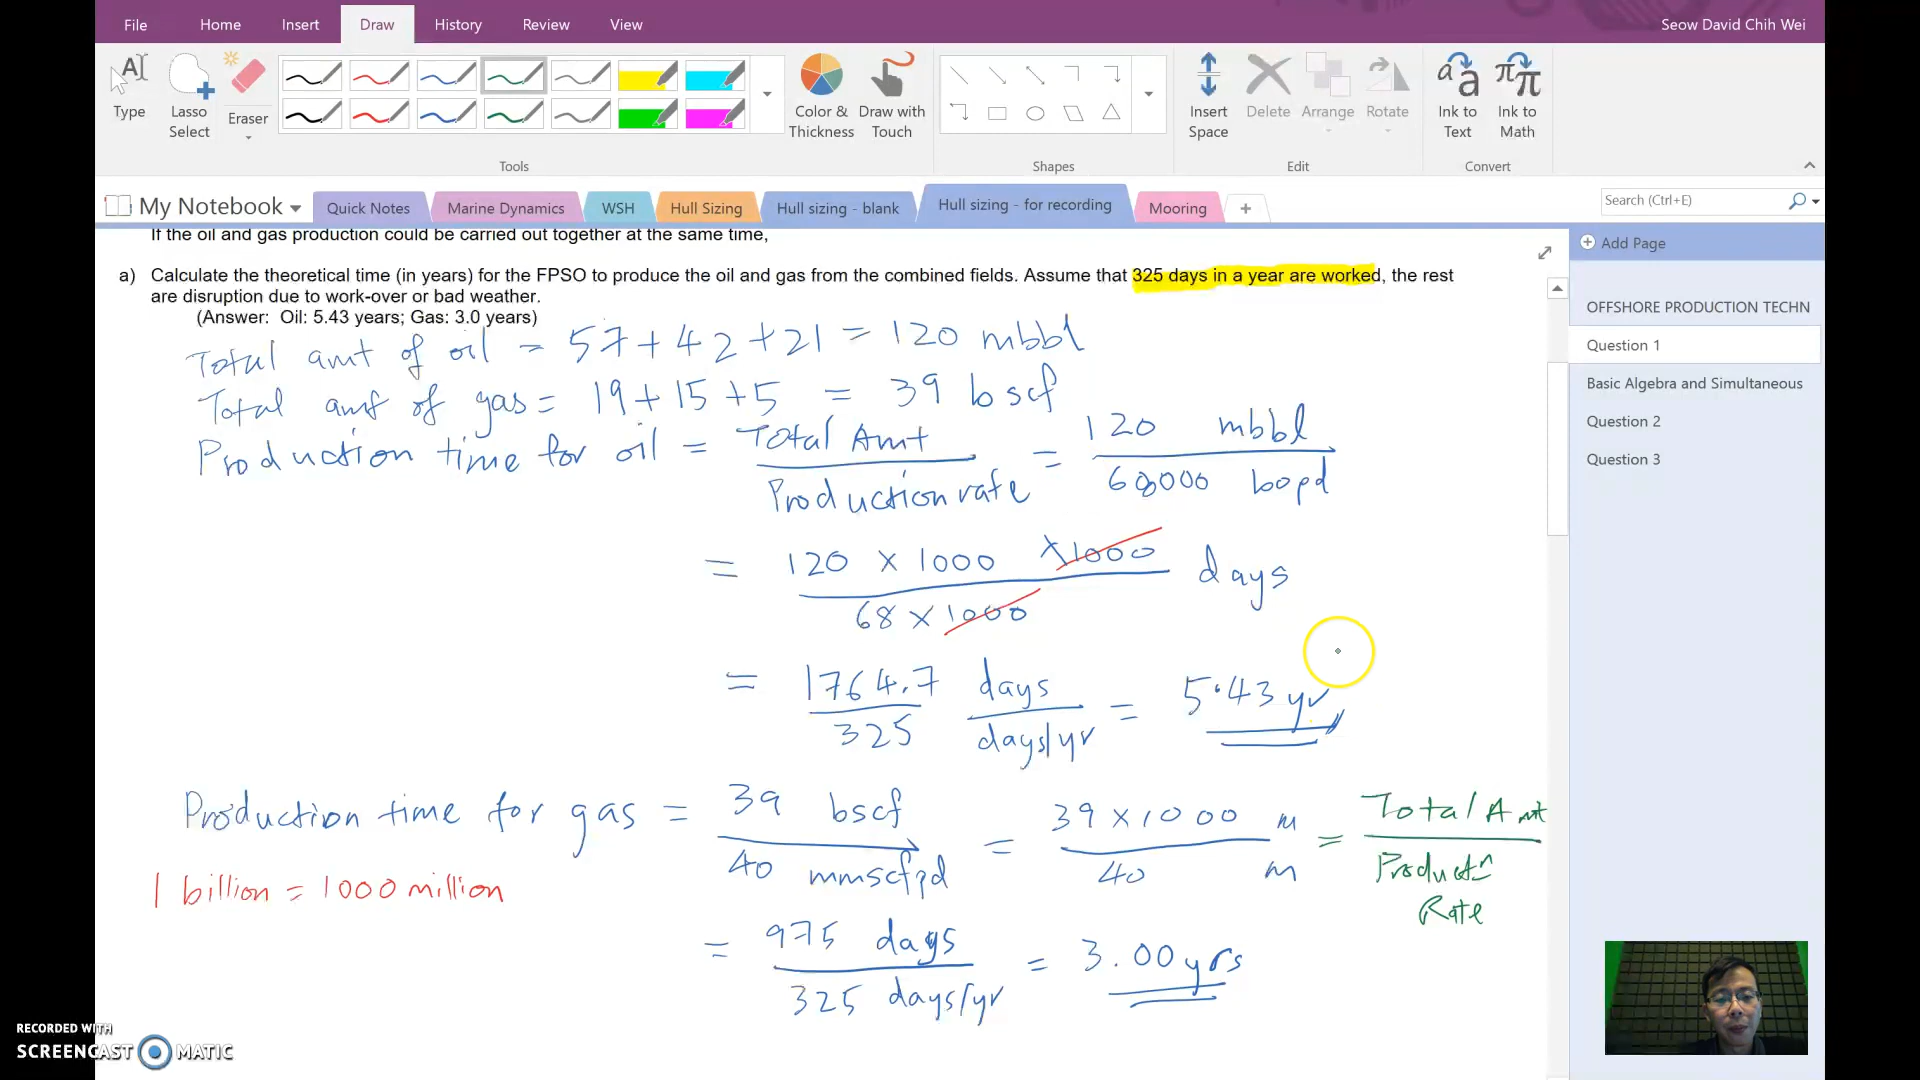 File Home Insert Draw History Review View Seow David Chih Wei
Type
Lasso Select
Eraser
Color & Thickness
Draw with Touch
Insert Space
Delete
Arrange
Rotate
Ink to Text
Ink to Math
Tools Shapes Edit Convert
My Notebook Quick Notes Marine Dynamics WSH Hull Sizing Hull sizing - blank Hull sizing - for recording Mooring + Search (Ctrl+E)
If the oil and gas production could be carried out together at the same time,
a) Calculate the theoretical time (in years) for the FPSO to produce the oil and gas from the combined fields. Assume that 325 days in a year are worked, the rest
are disruption due to work-over or bad weather.
(Answer: Oil: 5.43 years; Gas: 3.0 years)
Total amt of oil = 57 + 42 + 21 = 120 mbbl
Total amt of gas = 19 + 15 + 5 = 39 bscf
Production time for oil = Total Amt / Production rate = 120 mbbl / 68000 bopd
= 120 x 1000 x 1000 / 68 x 1000 days
= 1764.7 / 325 days / days/yr = 5.43 yr
Production time for gas = 39 bscf / 40 mmscfpd = 39 x 1000 m / 40 m = Total Amt / Productn Rate
1 billion = 1000 million
= 975 days / 325 days/yr = 3.00 yrs
Add Page
OFFSHORE PRODUCTION TECHN
Question 1
Basic Algebra and Simultaneous
Question 2
Question 3
RECORDED WITH
SCREENCAST MATIC